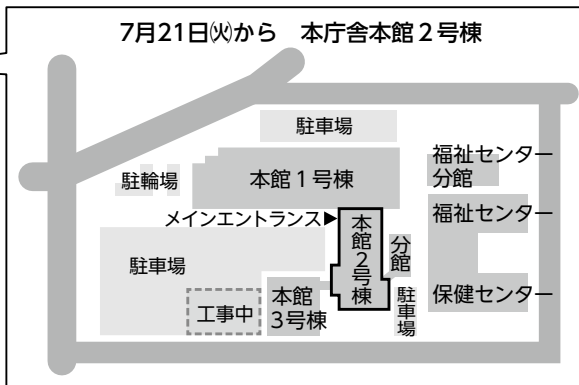 7月21日㈫から　本庁舎本館２号棟
駐車場
福祉センター
分館
駐輪場
本館１号棟
メインエントランス▶
福祉センター
本館２号棟
分館
駐車場
保健センター
駐車場
工事中
本館
3号棟